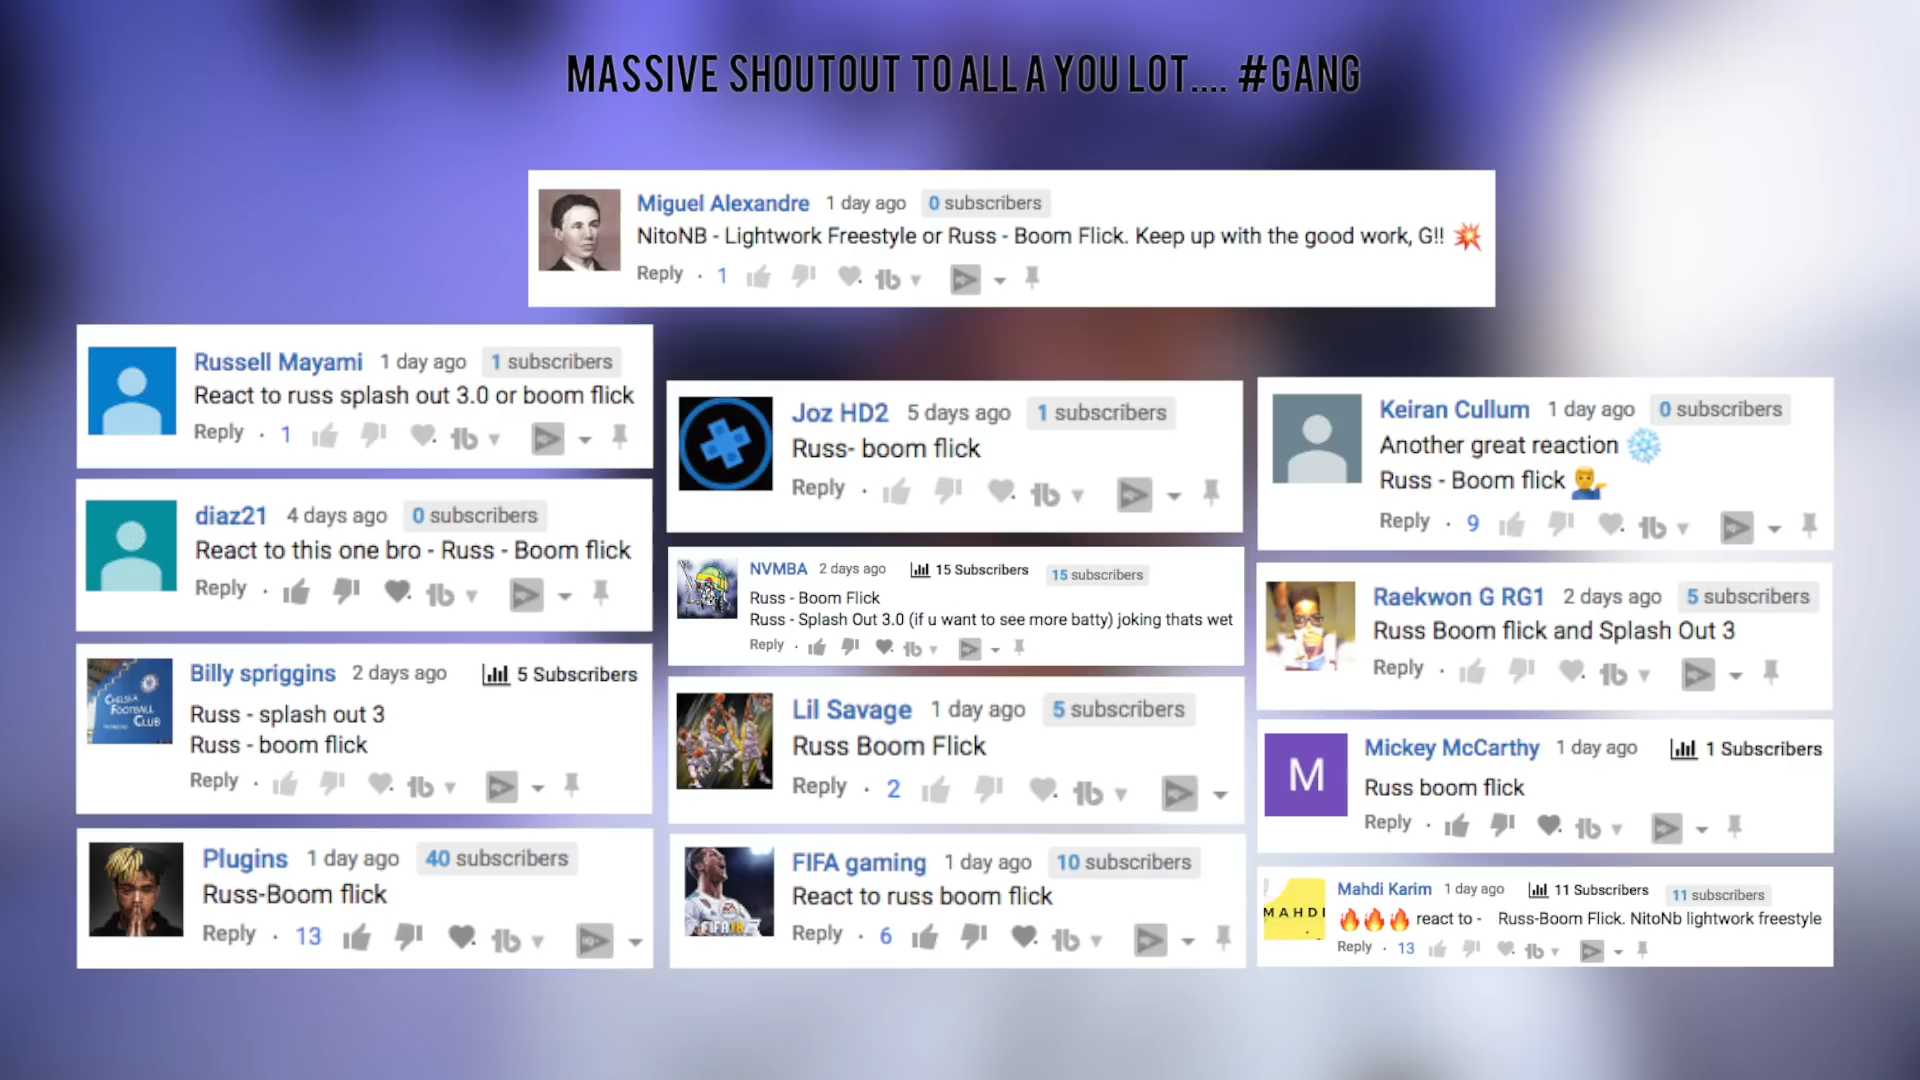 MASSIVE SHOUTOUT TO ALL A YOU LOT.... #GANG
Miguel Alexandre 1 day ago 0 subscribers
NitoNB - Lightwork Freestyle or Russ - Boom Flick. Keep up with the good work, G!! 💥
Reply · 1
Russell Mayami 1 day ago 1 subscribers
React to russ splash out 3.0 or boom flick
Reply · 1
diaz21 4 days ago 0 subscribers
React to this one bro - Russ - Boom flick
Reply ·
CHELSEA
FOOTBALL
CLUB
Billy spriggins 2 days ago 5 Subscribers
Russ - splash out 3
Russ - boom flick
Reply ·
Plugins 1 day ago 40 subscribers
Russ-Boom flick
Reply · 13
Joz HD2 5 days ago 1 subscribers
Russ- boom flick
Reply ·
NVMBA 2 days ago 15 Subscribers 15 subscribers
Russ - Boom Flick
Russ - Splash Out 3.0 (if u want to see more batty) joking thats wet
Reply ·
Lil Savage 1 day ago 5 subscribers
Russ Boom Flick
Reply · 2
FIFA 18
FIFA gaming 1 day ago 10 subscribers
React to russ boom flick
Reply · 6
Keiran Cullum 1 day ago 0 subscribers
Another great reaction ❄️
Russ - Boom flick 💁‍♂️
Reply · 9
Raekwon G RG1 2 days ago 5 subscribers
Russ Boom flick and Splash Out 3
Reply ·
M
Mickey McCarthy 1 day ago 1 Subscribers
Russ boom flick
Reply ·
MAHDI
Mahdi Karim 1 day ago 11 Subscribers 11 subscribers
🔥🔥🔥 react to - Russ-Boom Flick. NitoNb lightwork freestyle
Reply · 13